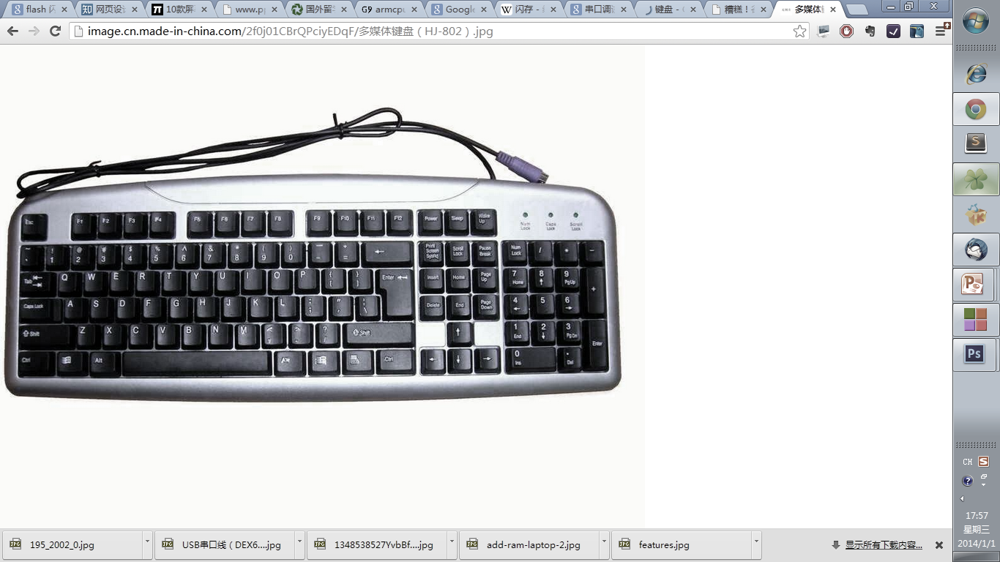 flash 闪
网页设
10款屏
www.p
国外留
armcpu
Google
闪存 -
串口调
键盘 -
糟糕！谷
多媒体键
image.cn.made-in-china.com/2f0j01CBrQPciyEDqF/多媒体键盘（HJ-802）.jpg
Esc F1 F2 F3 F4 F5 F6 F7 F8 F9 F10 F11 F12 Power Sleep Wake Up
Num Lock Caps Lock Scroll Lock
~ ` ! 1 @ 2 # 3 $ 4 % 5 ^ 6 & 7 * 8 ( 9 ) 0 — - + = ← Print Screen SysRq Scroll Lock Pause Break Num Lock / * -
Tab Q W E R T Y U I O P { [ } ] Enter Insert Home Page Up 7 Home 8 ↑ 9 PgUp +
Caps Lock A S D F G H J K L : ; " ' | \ Delete End Page Down 4 ← 5 6 →
Shift Z X C V B N M < , > . ? / Shift ↑ 1 End 2 ↓ 3 Pg Dn Enter
Ctrl Alt Alt Ctrl ← ↓ → 0 Ins . Del
195_2002_0.jpg
USB串口线（DEX6....jpg
1348538527YvbBf....jpg
add-ram-laptop-2.jpg
features.jpg
显示所有下载内容...
Ps
CH
17:57
星期三
2014/1/1